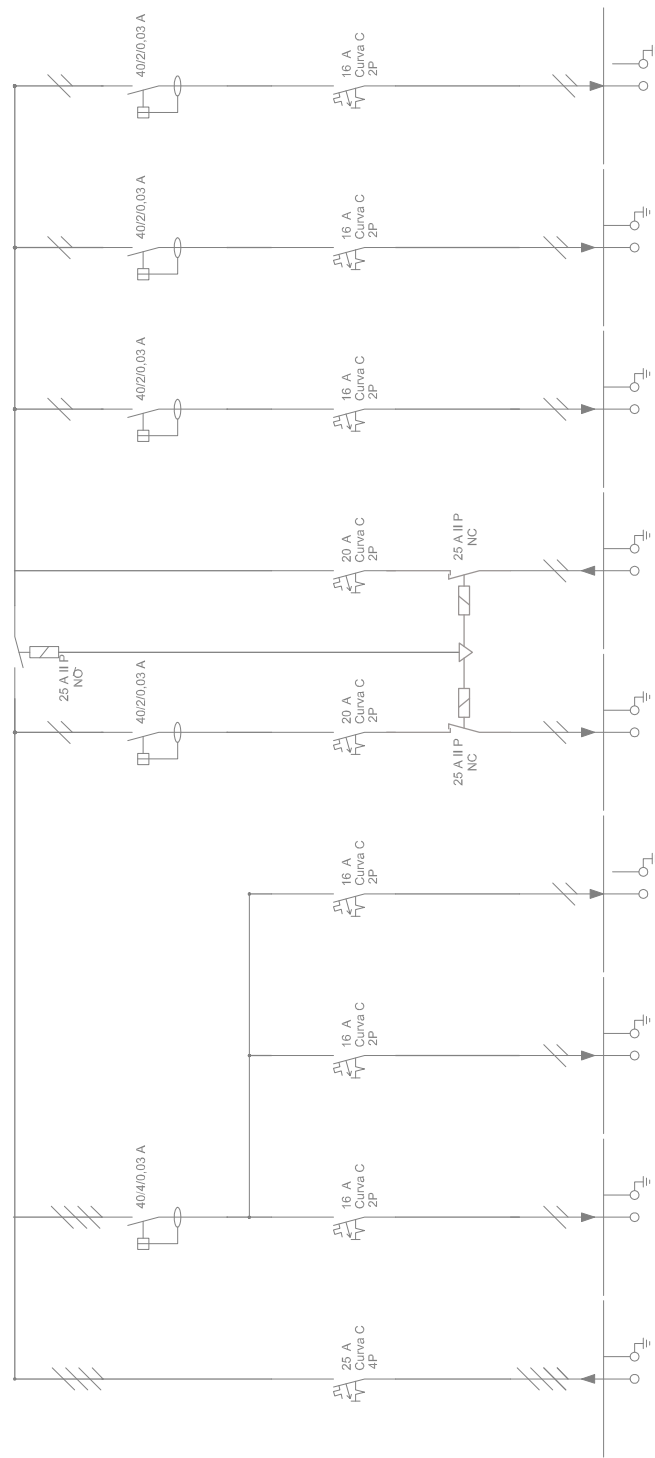 40/2/0,03 A
16 A
Curva C
2P
40/2/0,03 A
16 A
Curva C
2P
40/2/0,03 A
16 A
Curva C
2P
20 A
Curva C
2P
25 A II P
NC
25 A II P
NO
40/2/0,03 A
20 A
Curva C
2P
25 A II P
NC
16 A
Curva C
2P
16 A
Curva C
2P
40/4/0,03 A
16 A
Curva C
2P
25 A
Curva C
4P